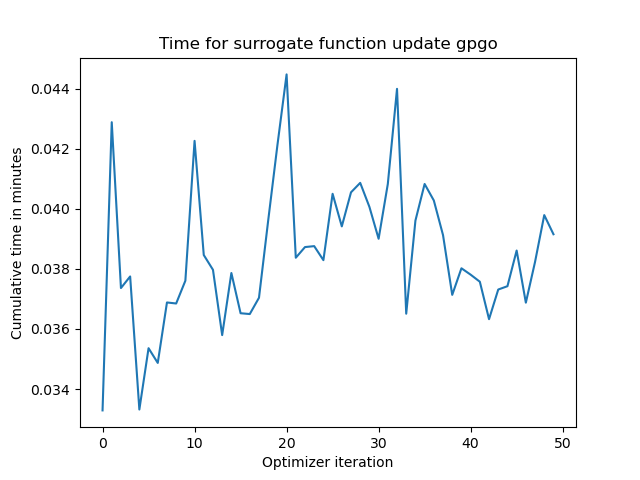 Time for surrogate function update gpgo
Cumulative time in minutes
0.044
0.042
0.040
0.038
0.036
0.034
0 10 20 30 40 50
Optimizer iteration